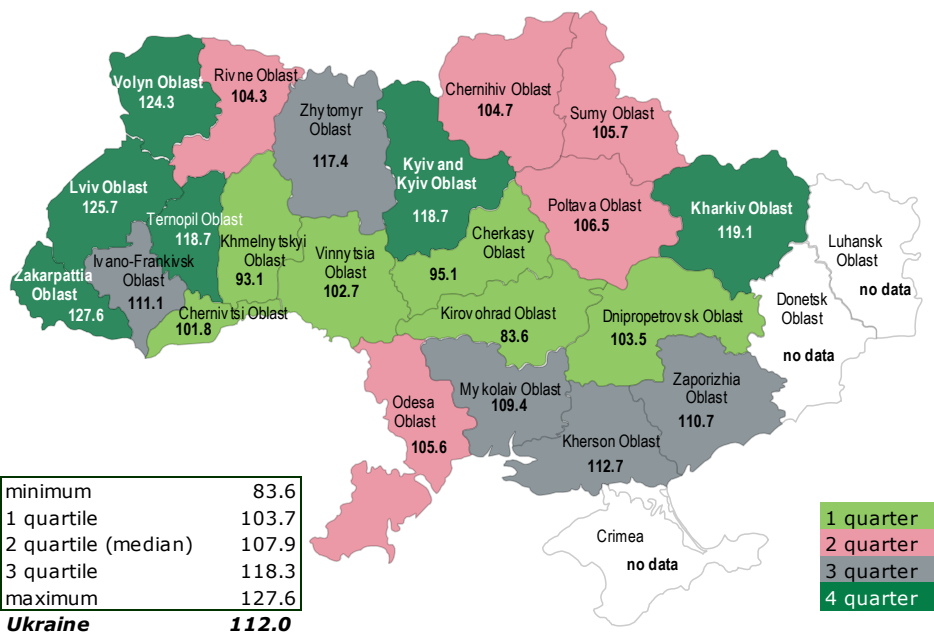 Volyn Oblast
124.3
Rivne Oblast
104.3
Zhytomyr
Oblast
117.4
Chernihiv Oblast
104.7
Sumy Oblast
105.7
Kyiv and
Kyiv Oblast
118.7
Lviv Oblast
125.7
Ternopil Oblast
118.7
Khmelnytskyi
Oblast
93.1
Vinnytsia
Oblast
102.7
Cherkasy
Oblast
95.1
Poltava Oblast
106.5
Kharkiv Oblast
119.1
Luhansk
Oblast
no data
Zakarpattia
Oblast
127.6
Ivano-Frankivsk
Oblast
111.1
Chernivtsi Oblast
101.8
Kirovohrad Oblast
83.6
Dnipropetrovsk Oblast
103.5
Donetsk
Oblast
no data
Odesa
Oblast
105.6
Mykolaiv Oblast
109.4
Kherson Oblast
112.7
Zaporizhia
Oblast
110.7
Crimea
no data
minimum 83.6
1 quartile 103.7
2 quartile (median) 107.9
3 quartile 118.3
maximum 127.6
Ukraine 112.0
1 quarter
2 quarter
3 quarter
4 quarter